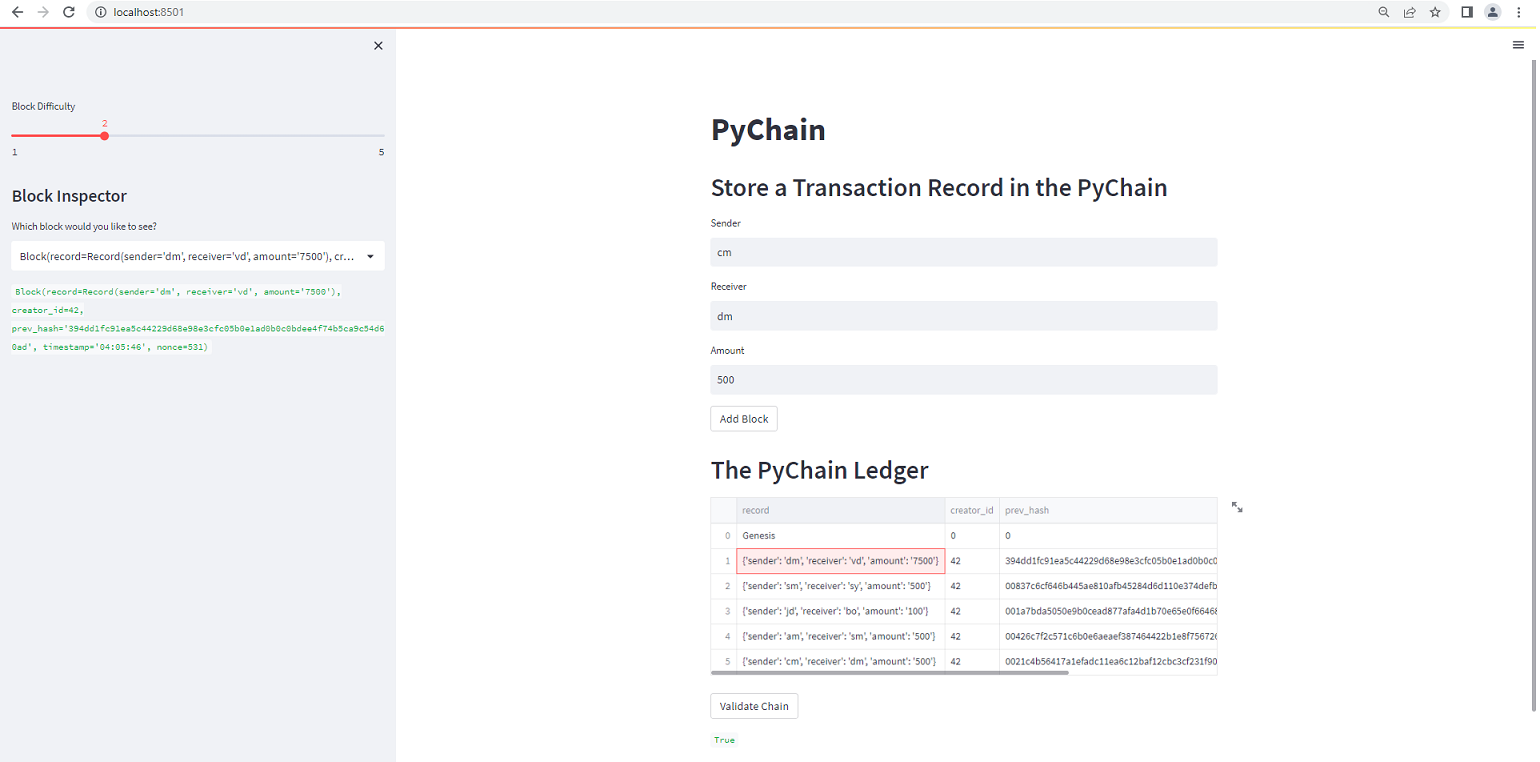 localhost:8501
Block Difficulty
2
1 5
Block Inspector
Which block would you like to see?
Block(record=Record(sender='dm', receiver='vd', amount='7500'), cr...
Block(record=Record(sender='dm', receiver='vd', amount='7500'),
creator_id=42,
prev_hash='394dd1fc91ea5c44229d68e98e3cfc05b0e1ad0b0c0bdee4f74b5ca9c54d6
0ad', timestamp='04:05:46', nonce=531)
PyChain
Store a Transaction Record in the PyChain
Sender
cm
Receiver
dm
Amount
500
Add Block
The PyChain Ledger
record creator_id prev_hash
0 Genesis 0 0
1 {'sender': 'dm', 'receiver': 'vd', 'amount': '7500'} 42 394dd1fc91ea5c44229d68e98e3cfc05b0e1ad0b0c0
2 {'sender': 'sm', 'receiver': 'sy', 'amount': '500'} 42 00837c6cf646b445ae810afb45284d6d110e374defb
3 {'sender': 'jd', 'receiver': 'bo', 'amount': '100'} 42 001a7bda5050e9b0cead877afa4d1b70e65e0f66468
4 {'sender': 'am', 'receiver': 'sm', 'amount': '500'} 42 00426c7f2c571c6b0e6aeaef387464422b1e8f756726
5 {'sender': 'cm', 'receiver': 'dm', 'amount': '500'} 42 0021c4b56417a1efadc11ea6c12baf12cbc3cf231f90
Validate Chain
True